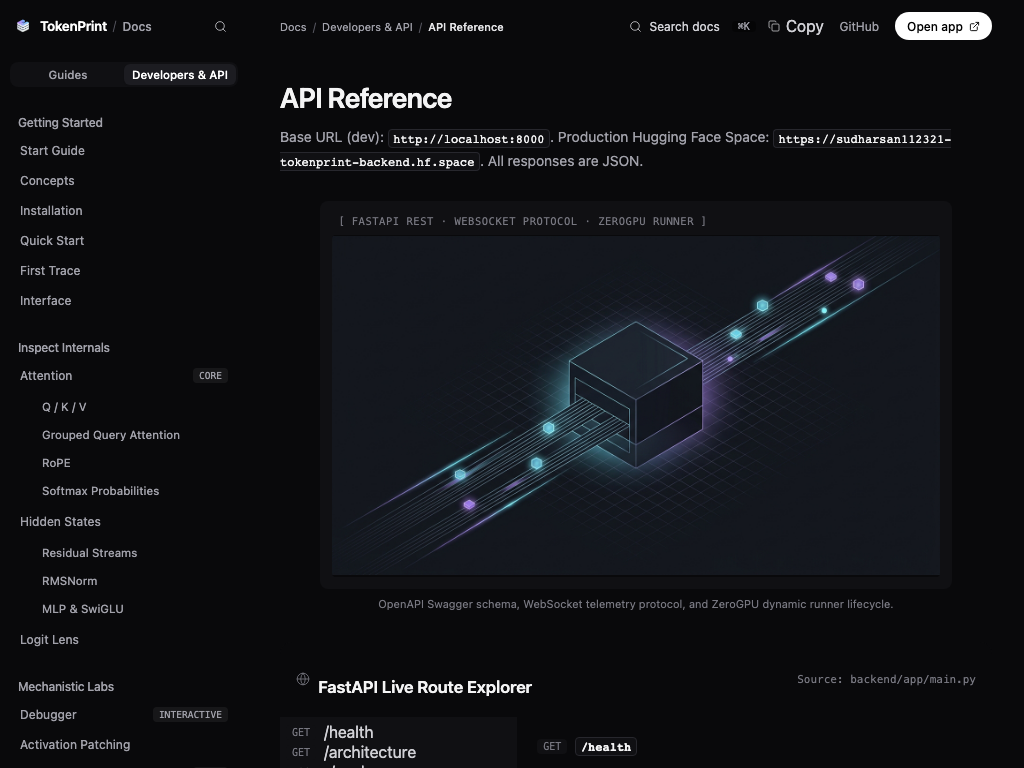 TokenPrint / Docs
Docs / Developers & API / API Reference
Search docs ⌘K Copy GitHub Open app
Guides Developers & API
Getting Started
Start Guide
Concepts
Installation
Quick Start
First Trace
Interface
Inspect Internals
Attention CORE
Q / K / V
Grouped Query Attention
RoPE
Softmax Probabilities
Hidden States
Residual Streams
RMSNorm
MLP & SwiGLU
Logit Lens
Mechanistic Labs
Debugger INTERACTIVE
Activation Patching
API Reference
Base URL (dev): http://localhost:8000. Production Hugging Face Space: https://sudharsan112321-
tokenprint-backend.hf.space. All responses are JSON.
[ FASTAPI REST · WEBSOCKET PROTOCOL · ZEROGPU RUNNER ]
OpenAPI Swagger schema, WebSocket telemetry protocol, and ZeroGPU dynamic runner lifecycle.
FastAPI Live Route Explorer
Source: backend/app/main.py
GET /health
GET /architecture
GET /health